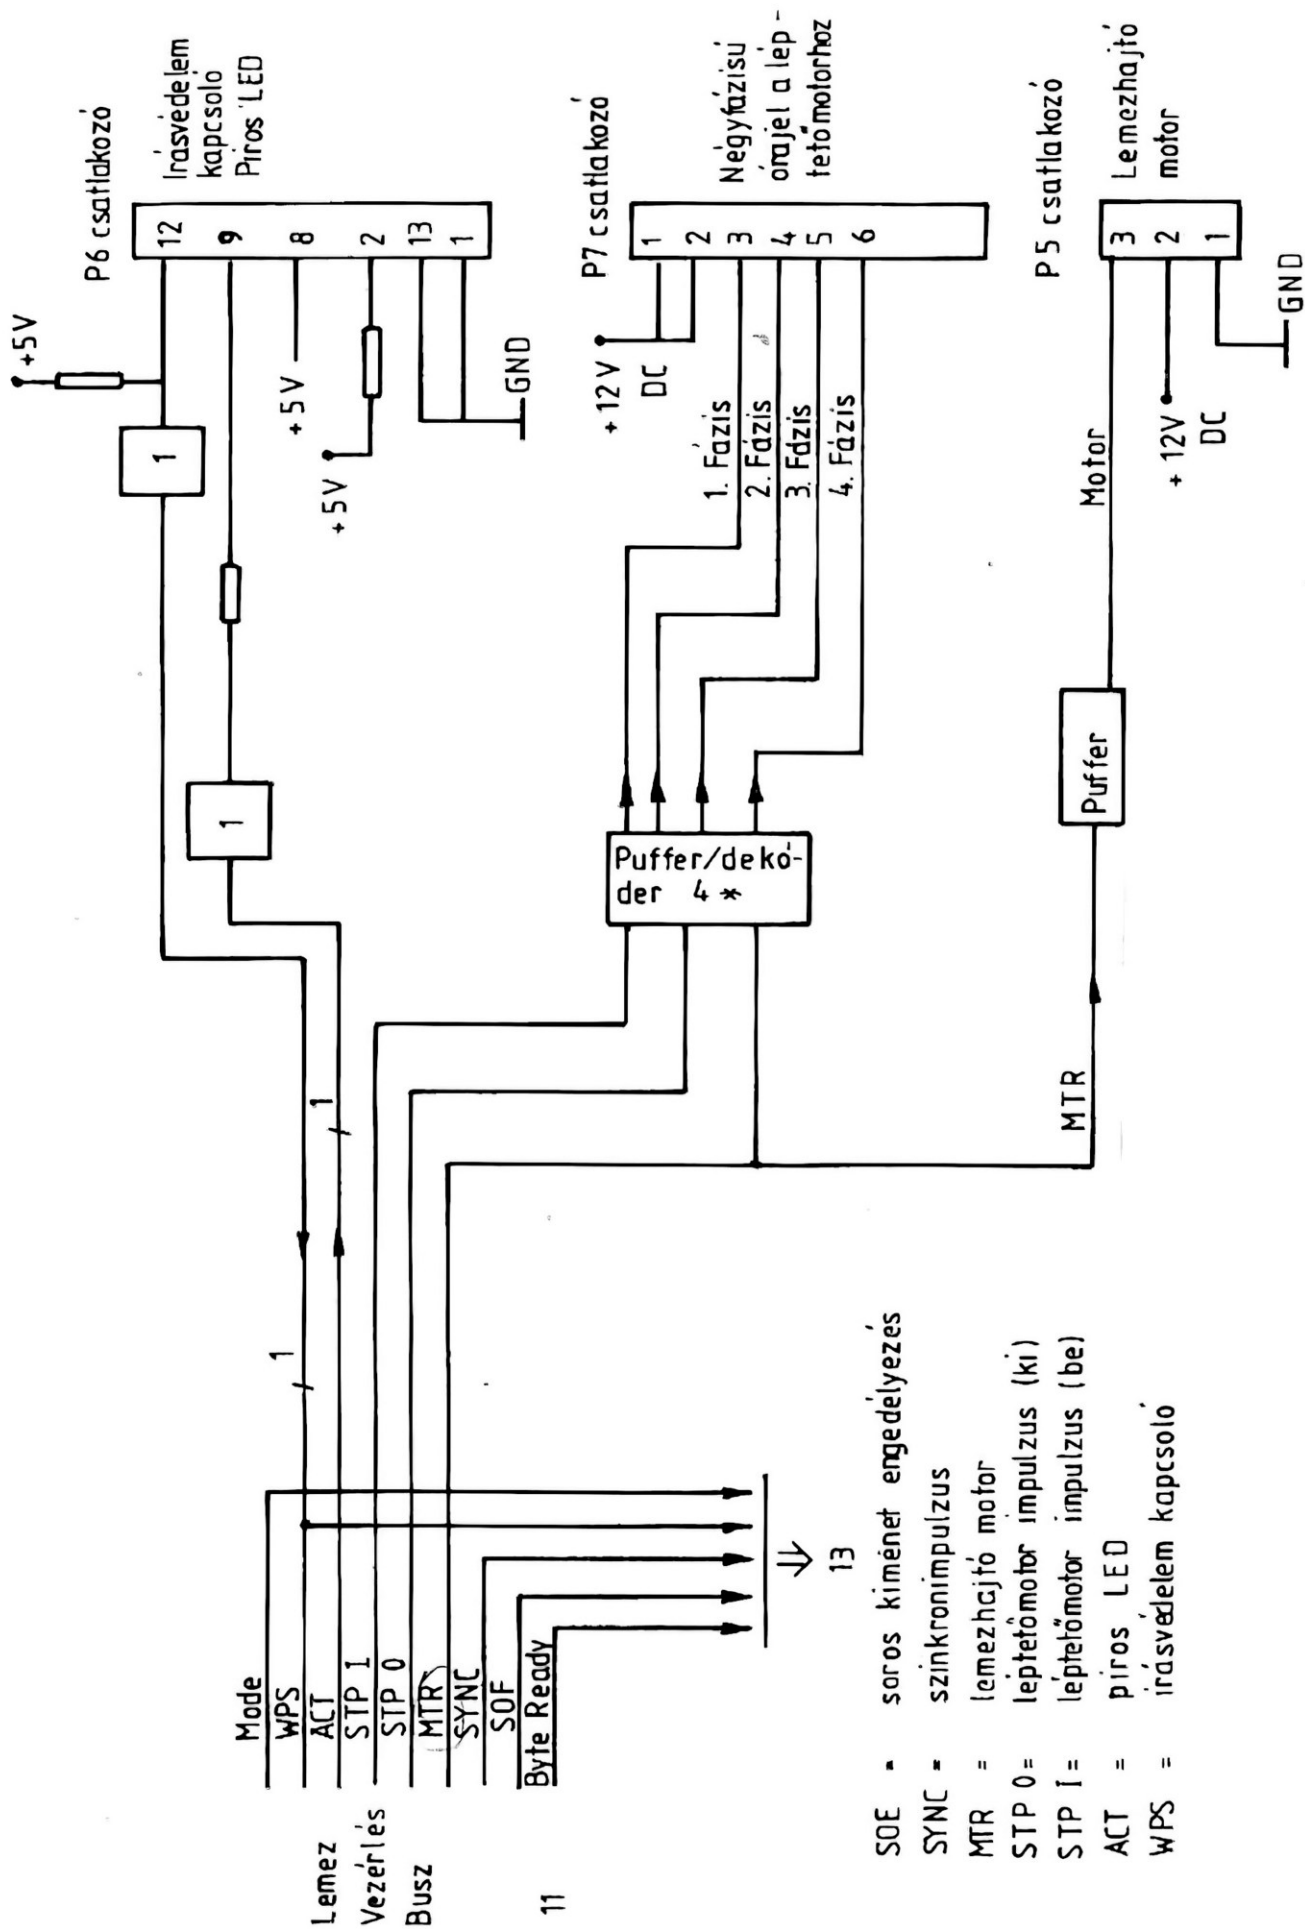 P6 csatlakozó
Irásvédelem
kapcsoló
Piros LED
12
9
8
2
13
1
+5V
1
+5V
+5V
GND
1
P7 csatlakozó
Négyfázisú
órajel a lép-
tetőmotorhoz
1
2
3
4
5
6
+12V
DC
1. Fázis
2. Fázis
3. Fázis
4. Fázis
Puffer/dekó-
der 4 *
P5 csatlakozó
Lemezhajtó
motor
3
2
1
Motor
+12V
DC
GND
Puffer
MTR
1
1
Mode
WPS
ACT
STP 1
STP 0
MTR
SYNC
SOF
Byte Ready
Lemez
Vezérlés
Busz
11
13
SOE = soros kiménet engedélyezés
SYNC = szinkronimpulzus
MTR = lemezhajtó motor
STP 0 = léptetőmotor impulzus (ki)
STP 1 = léptetőmotor impulzus (be)
ACT = piros LED
WPS = irásvédelem kapcsoló